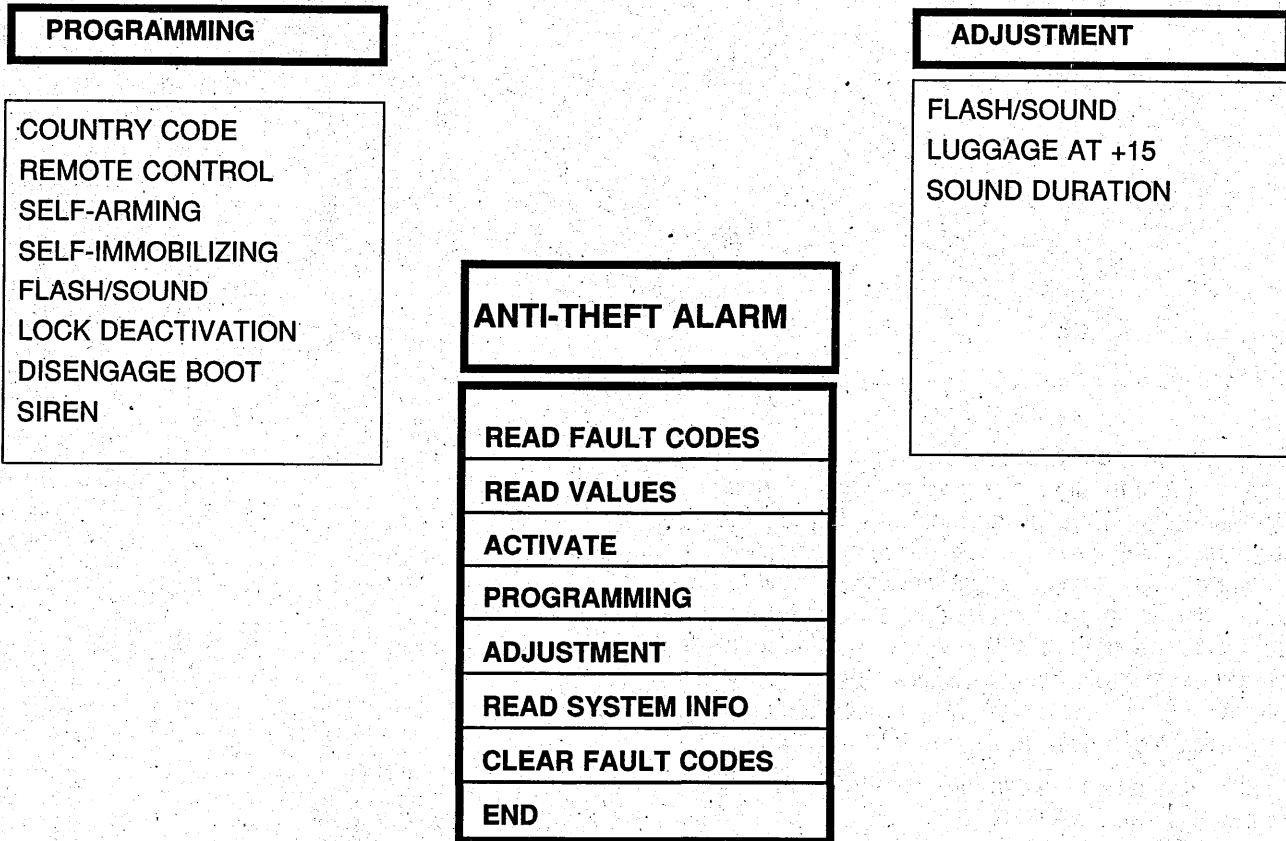 PROGRAMMING
COUNTRY CODE
REMOTE CONTROL
SELF-ARMING
SELF-IMMOBILIZING
FLASH/SOUND
LOCK DEACTIVATION
DISENGAGE BOOT
SIREN
ANTI-THEFT ALARM
READ FAULT CODES
READ VALUES
ACTIVATE
PROGRAMMING
ADJUSTMENT
READ SYSTEM INFO
CLEAR FAULT CODES
END
ADJUSTMENT
FLASH/SOUND
LUGGAGE AT +15
SOUND DURATION